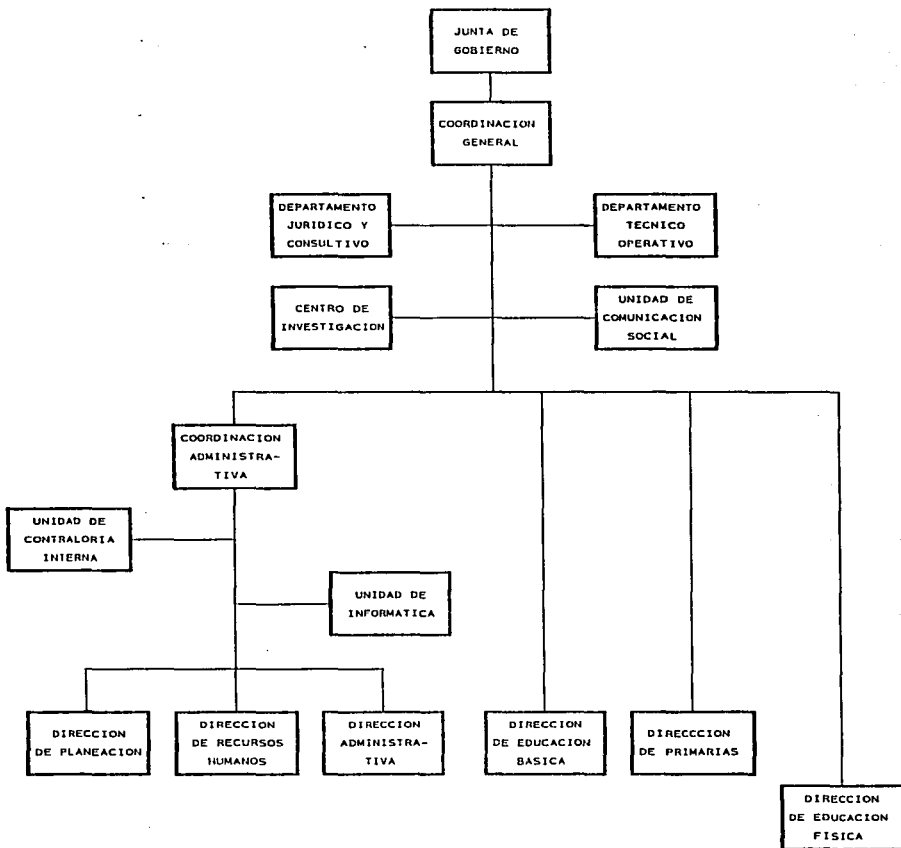 JUNTA DE
GOBIERNO
COORDINACION
GENERAL
DEPARTAMENTO
JURIDICO Y
CONSULTIVO
DEPARTAMENTO
TECNICO
OPERATIVO
CENTRO DE
INVESTIGACION
UNIDAD DE
COMUNICACION
SOCIAL
COORDINACION
ADMINISTRA-
TIVA
UNIDAD DE
CONTRALORIA
INTERNA
UNIDAD DE
INFORMATICA
DIRECCION
DE PLANEACION
DIRECCION
DE RECURSOS
HUMANOS
DIRECCION
ADMINISTRA-
TIVA
DIRECCION
DE EDUCACION
BASICA
DIRECCCION
DE PRIMARIAS
DIRECCION
DE EDUCACION
FISICA